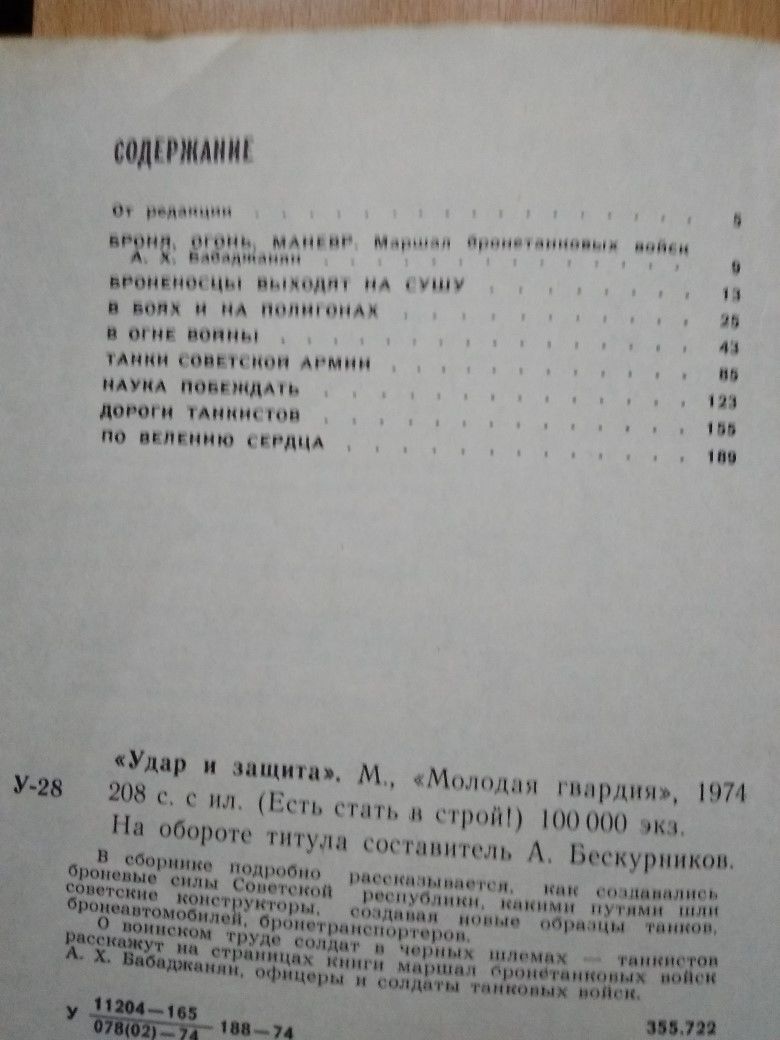 СОДЕРЖАНИЕ
От редакции . . . . . . . . . . . . . . . 5
БРОНЯ, ОГОНЬ, МАНЕВР. Маршал бронетанковых войск
А. Х. Бабаджанян . . . . . . . . . . . . . 9
БРОНЕНОСЦЫ ВЫХОДЯТ НА СУШУ . . . . . . . . 13
В БОЯХ И НА ПОЛИГОНАХ . . . . . . . . . . 25
В ОГНЕ ВОЙНЫ . . . . . . . . . . . . . . 43
ТАНКИ СОВЕТСКОЙ АРМИИ . . . . . . . . . . 85
НАУКА ПОБЕЖДАТЬ . . . . . . . . . . . . . 123
ДОРОГИ ТАНКИСТОВ . . . . . . . . . . . . . 155
ПО ВЕЛЕНИЮ СЕРДЦА . . . . . . . . . . . . 189
«Удар и защита». М., «Молодая гвардия», 1974
У-28 208 с. с ил. (Есть стать в строй!) 100 000 экз.
На обороте титула составитель А. Бескурников.
В сборнике подробно рассказывается, как создавались
броневые силы Советской республики, какими путями шли
советские конструкторы, создавая новые образцы танков,
бронеавтомобилей, бронетранспортеров.
О воинском труде солдат в черных шлемах — танкистов
расскажут на страницах книги маршал бронетанковых войск
А. Х. Бабаджанян, офицеры и солдаты танковых войск.
У 11204—165
078(02)—74 188—74 355.722